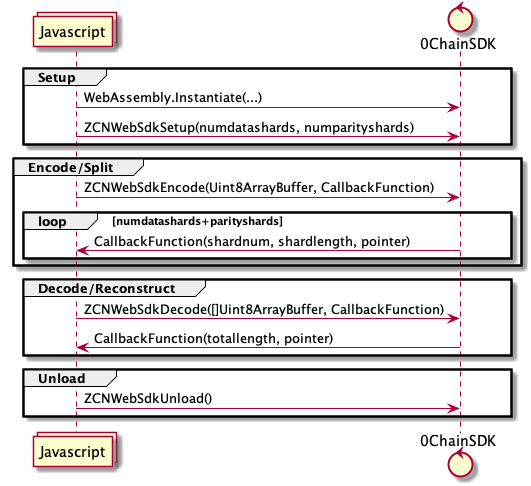 Javascript
0ChainSDK
Setup
WebAssembly.Instantiate(...)
ZCNWebSdkSetup(numdatashards, numparityshards)
Encode/Split
ZCNWebSdkEncode(Uint8ArrayBuffer, CallbackFunction)
loop [numdatashards+parityshards]
CallbackFunction(shardnum, shardlength, pointer)
Decode/Reconstruct
ZCNWebSdkDecode([]Uint8ArrayBuffer, CallbackFunction)
CallbackFunction(totallength, pointer)
Unload
ZCNWebSdkUnload()
Javascript
0ChainSDK